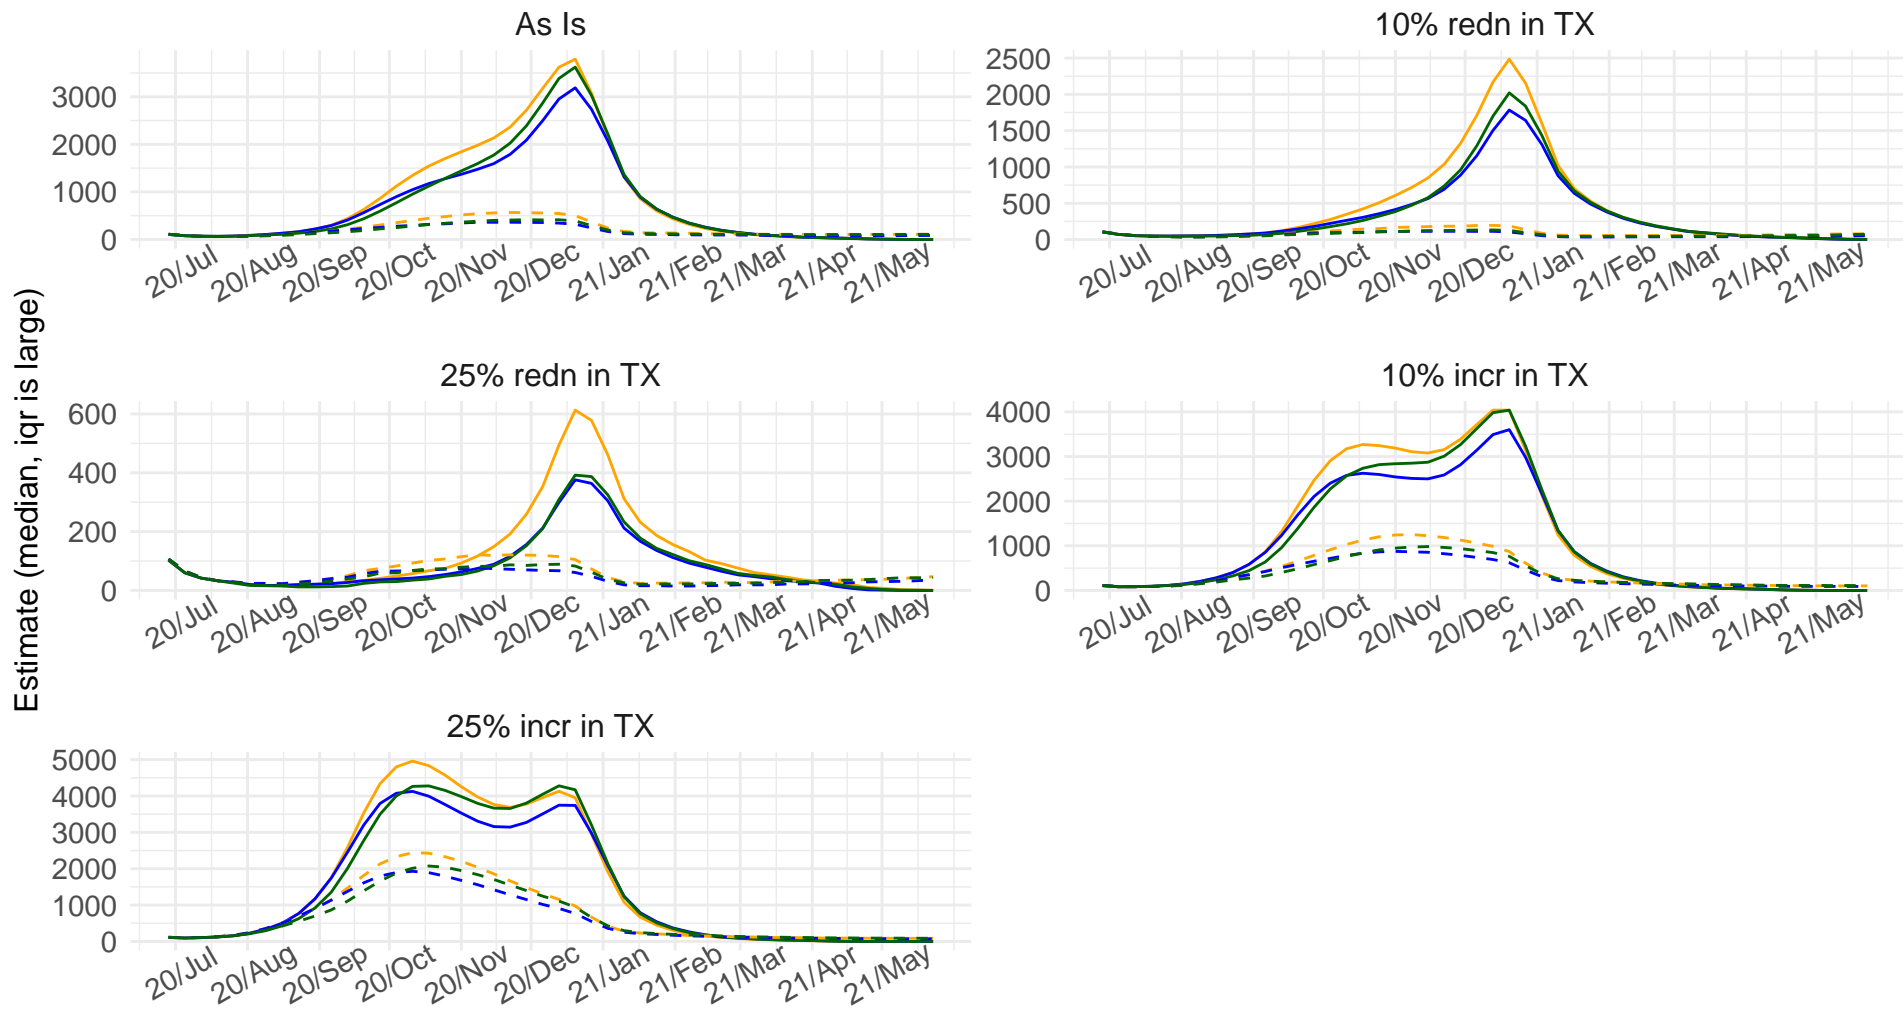 Estimate (median, iqr is large)
As Is
3000
2000
1000
0
20/Jul 20/Aug 20/Sep 20/Oct 20/Nov 20/Dec 21/Jan 21/Feb 21/Mar 21/Apr 21/May
10% redn in TX
2500
2000
1500
1000
500
0
20/Jul 20/Aug 20/Sep 20/Oct 20/Nov 20/Dec 21/Jan 21/Feb 21/Mar 21/Apr 21/May
25% redn in TX
600
400
200
0
20/Jul 20/Aug 20/Sep 20/Oct 20/Nov 20/Dec 21/Jan 21/Feb 21/Mar 21/Apr 21/May
10% incr in TX
4000
3000
2000
1000
0
20/Jul 20/Aug 20/Sep 20/Oct 20/Nov 20/Dec 21/Jan 21/Feb 21/Mar 21/Apr 21/May
25% incr in TX
5000
4000
3000
2000
1000
0
20/Jul 20/Aug 20/Sep 20/Oct 20/Nov 20/Dec 21/Jan 21/Feb 21/Mar 21/Apr 21/May